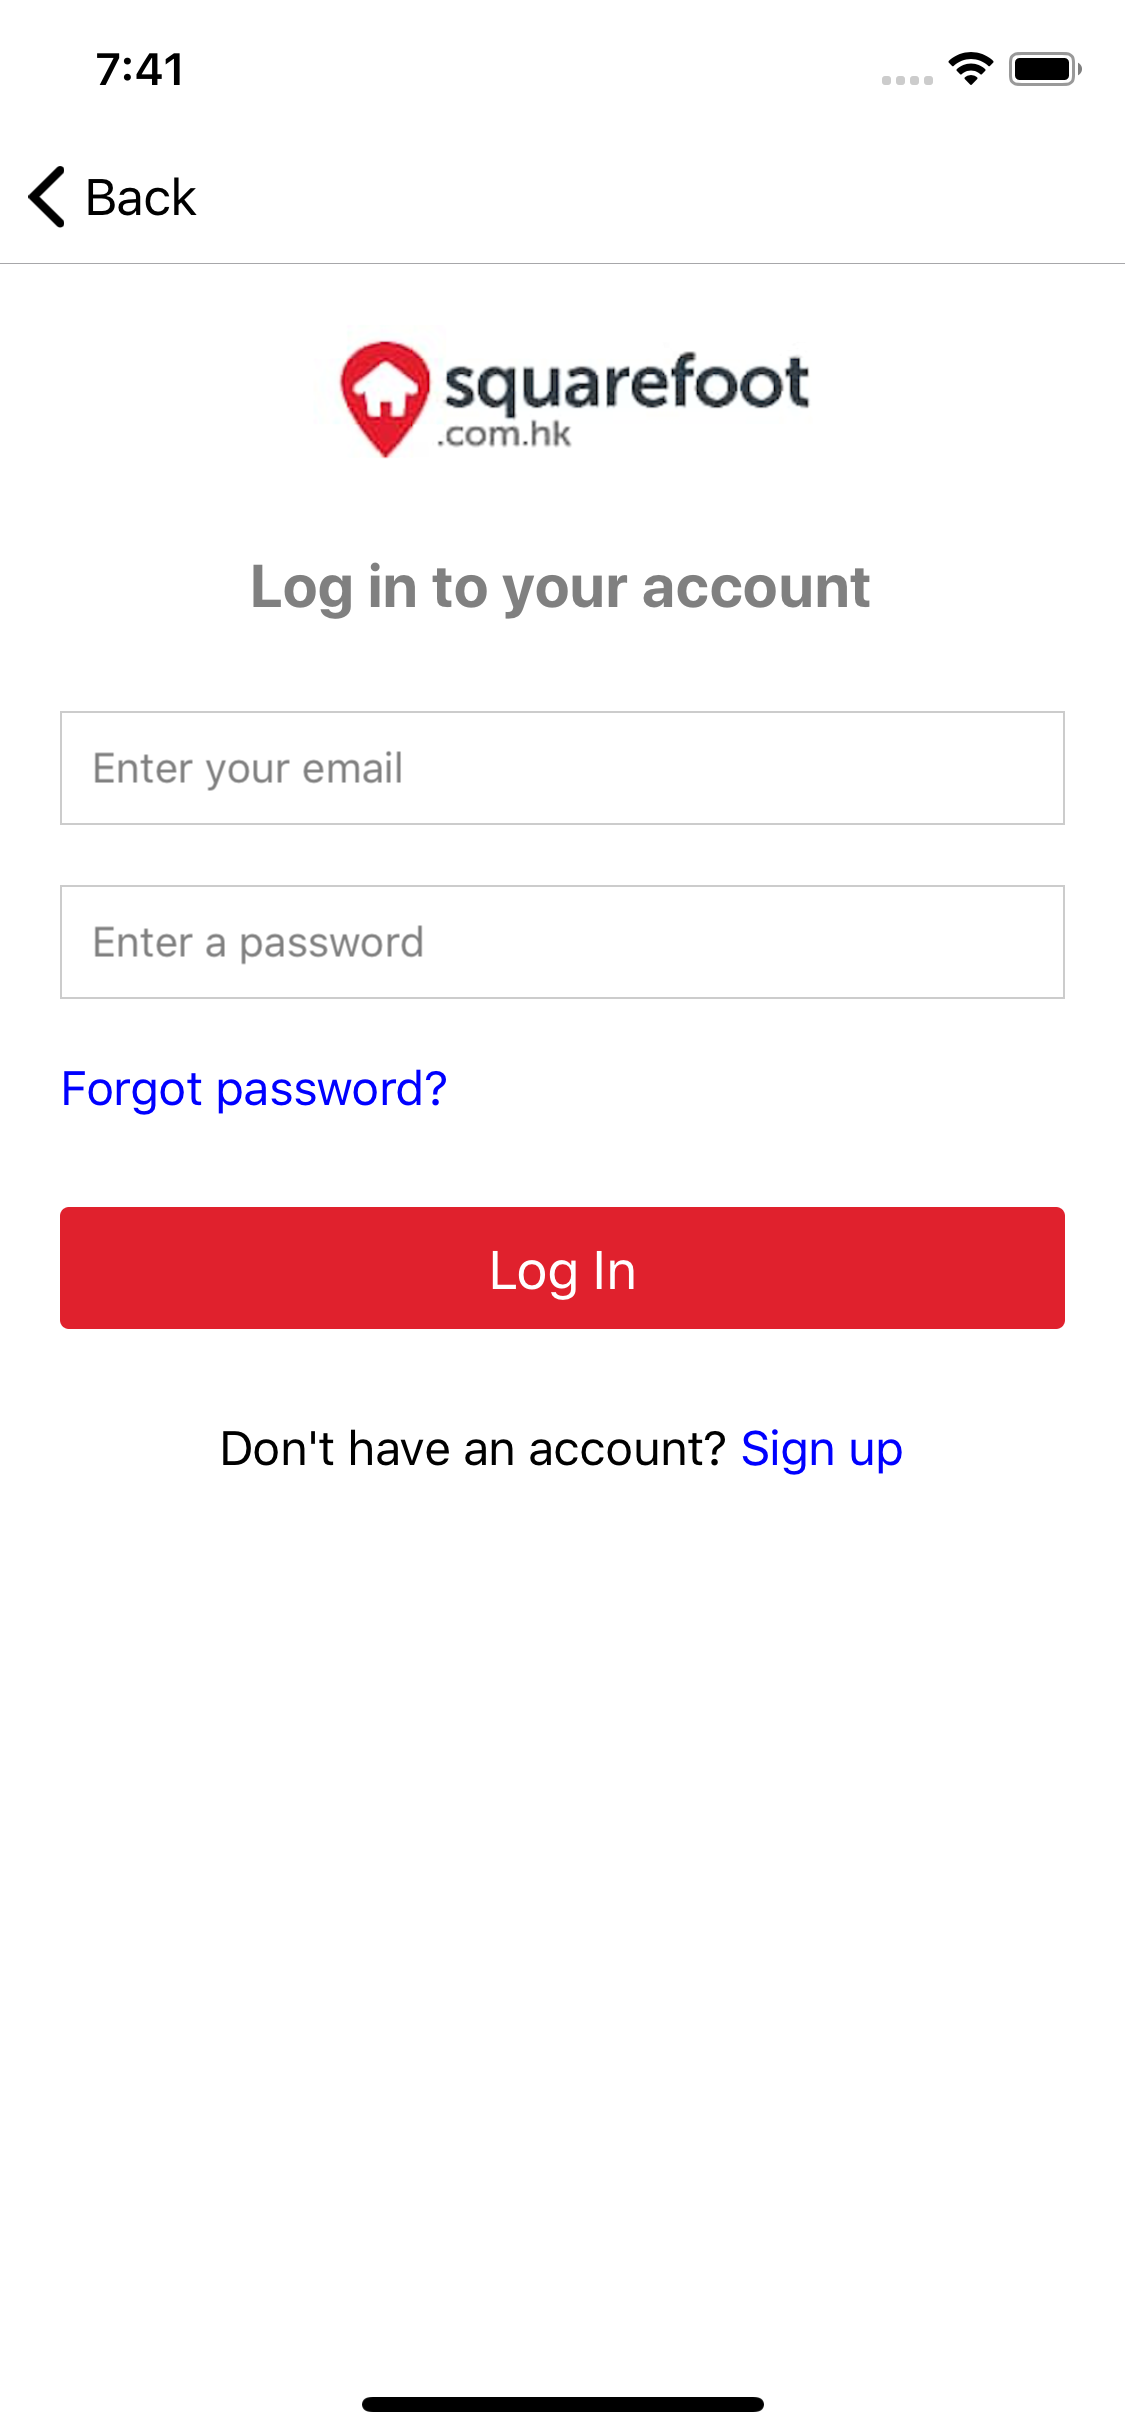 7:41
Back
squarefoot
.com.hk
Log in to your account
Enter your email
Enter a password
Forgot password?
Log In
Don't have an account? Sign up